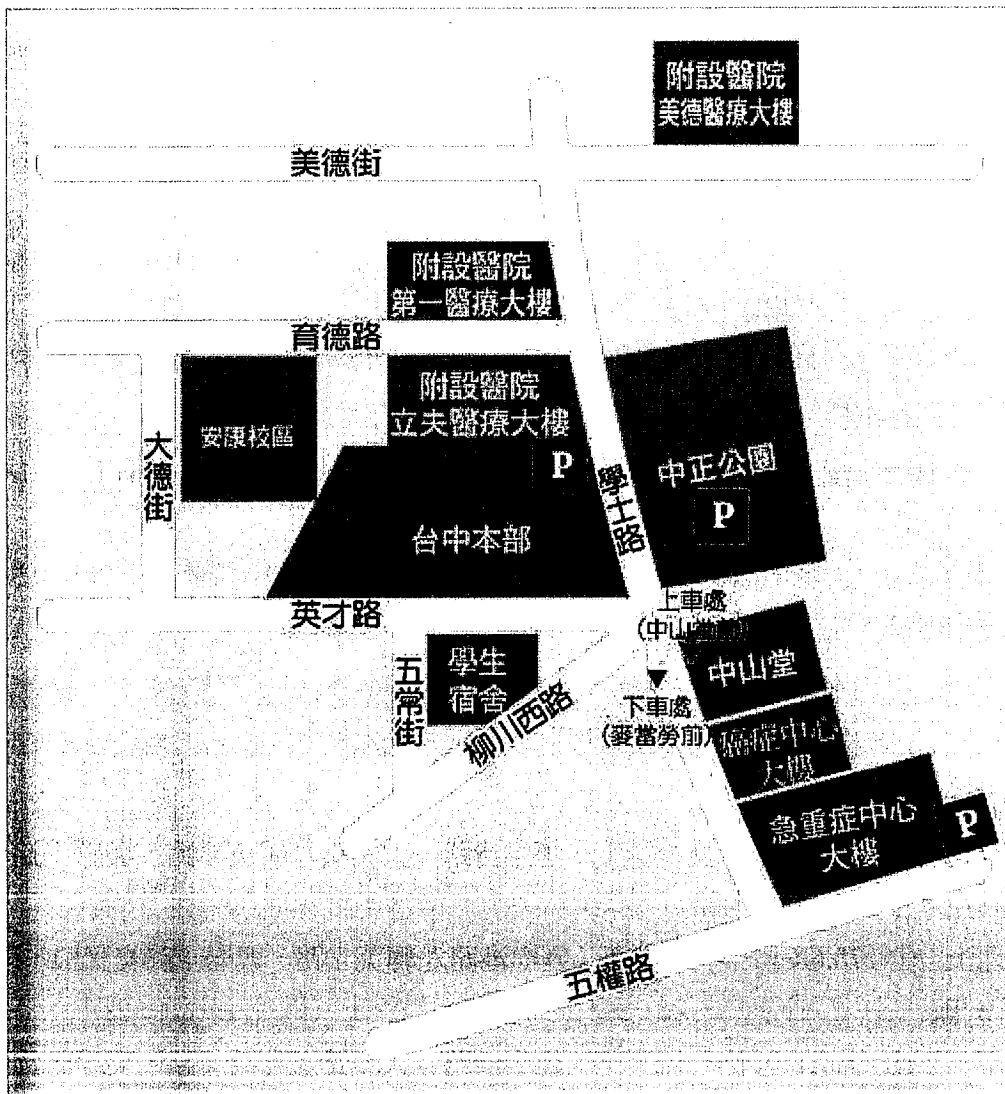 附設醫院
美德醫療大樓
美德街
附設醫院
第一醫療大樓
育德路
附設醫院
立夫醫療大樓
安康校區
大德街
P
學士路
中正公園
P
台中本部
英才路
上車處
(中山堂前)
中山堂
五常街
學生
宿舍
柳川西路
下車處
(麥當勞前)
癌症中心
大樓
急重症中心
大樓
P
五權路